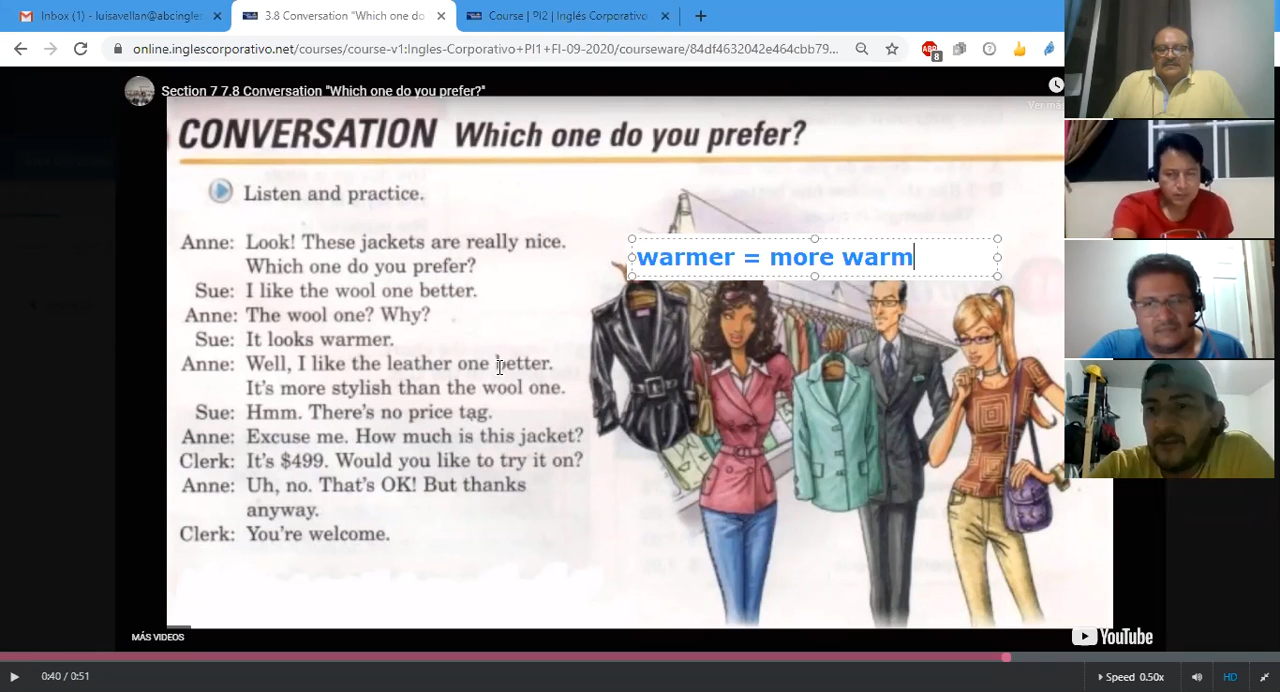 Inbox (1) - luisavellan@abcingles
3.8 Conversation "Which one do
Course | PI2 | Inglés Corporativo
online.inglescorporativo.net/courses/course-v1:Ingles-Corporativo+PI1+FI-09-2020/courseware/84df4632042e464cbb79...
ABP
8
Section 7 7.8 Conversation "Which one do you prefer?"
Ver más
CONVERSATION Which one do you prefer?
Listen and practice.
Anne: Look! These jackets are really nice.
Which one do you prefer?
Sue: I like the wool one better.
Anne: The wool one? Why?
Sue: It looks warmer.
Anne: Well, I like the leather one better.
It's more stylish than the wool one.
Sue: Hmm. There's no price tag.
Anne: Excuse me. How much is this jacket?
Clerk: It's $499. Would you like to try it on?
Anne: Uh, no. That's OK! But thanks
anyway.
Clerk: You're welcome.
warmer = more warm
MÁS VIDEOS
YouTube
0:40 / 0:51
Speed 0.50x
HD